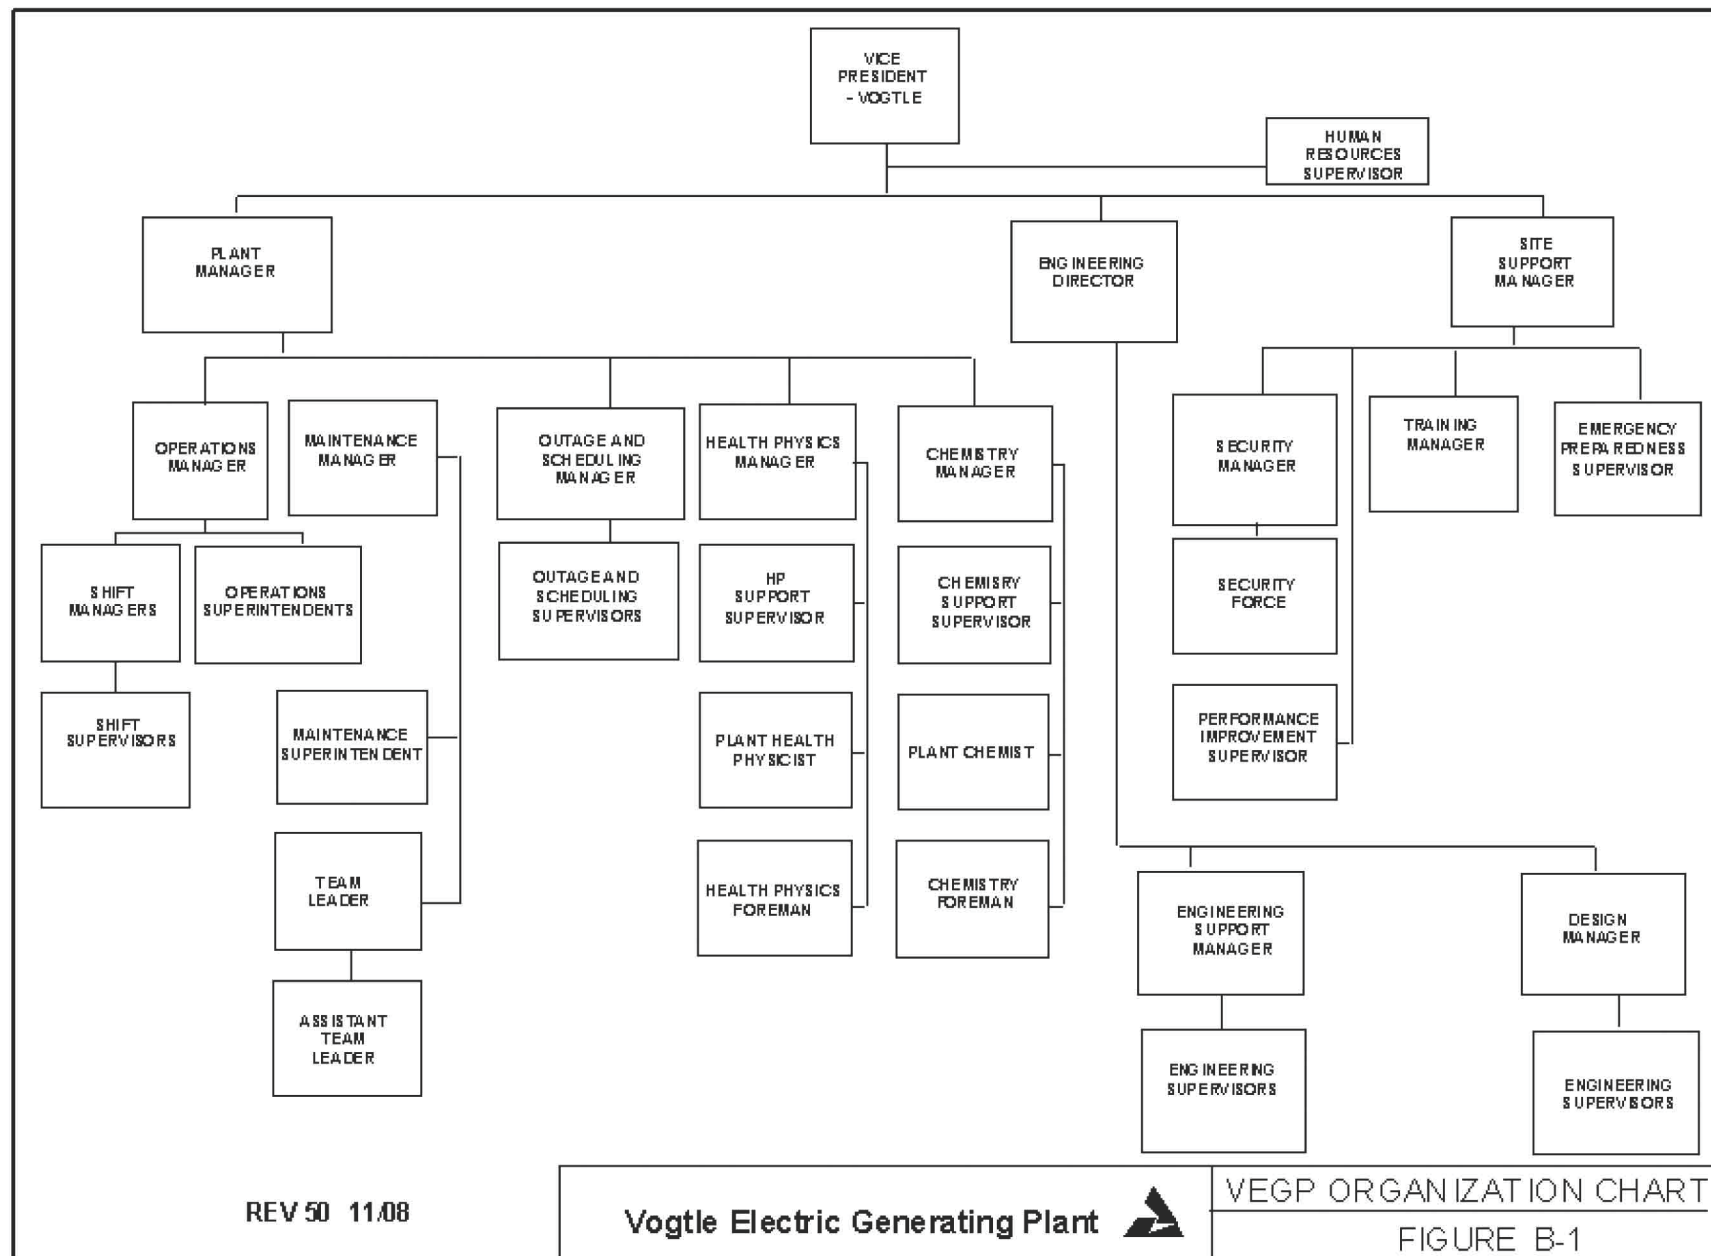 VICE
PRESIDENT
- VOGTLE
HUMAN
RESOURCES
SUPERVISOR
PLANT
MANAGER
ENGINEERING
DIRECTOR
SITE
SUPPORT
MANAGER
OPERATIONS
MANAGER
MAINTENANCE
MANAGER
OUTAGE AND
SCHEDULING
MANAGER
HEALTH PHYSICS
MANAGER
CHEMISTRY
MANAGER
SECURITY
MANAGER
TRAINING
MANAGER
EMERGENCY
PREPAREDNESS
SUPERVISOR
SHIFT
MANAGERS
OPERATIONS
SUPERINTENDENTS
OUTAGE AND
SCHEDULING
SUPERVISORS
HP
SUPPORT
SUPERVISOR
CHEMISRY
SUPPORT
SUPERVISOR
SECURITY
FORCE
SHIFT
SUPERVISORS
MAINTENANCE
SUPERINTENDENT
PLANT HEALTH
PHYSICIST
PLANT CHEMIST
PERFORMANCE
IMPROVEMENT
SUPERVISOR
TEAM
LEADER
HEALTH PHYSICS
FOREMAN
CHEMISTRY
FOREMAN
ENGINEERING
SUPPORT
MANAGER
DESIGN
MANAGER
ASSISTANT
TEAM
LEADER
ENGINEERING
SUPERVISORS
ENGINEERING
SUPERVISORS
REV 50 11/08
Vogtle Electric Generating Plant
VEGP ORGANIZATION CHART
FIGURE B-1